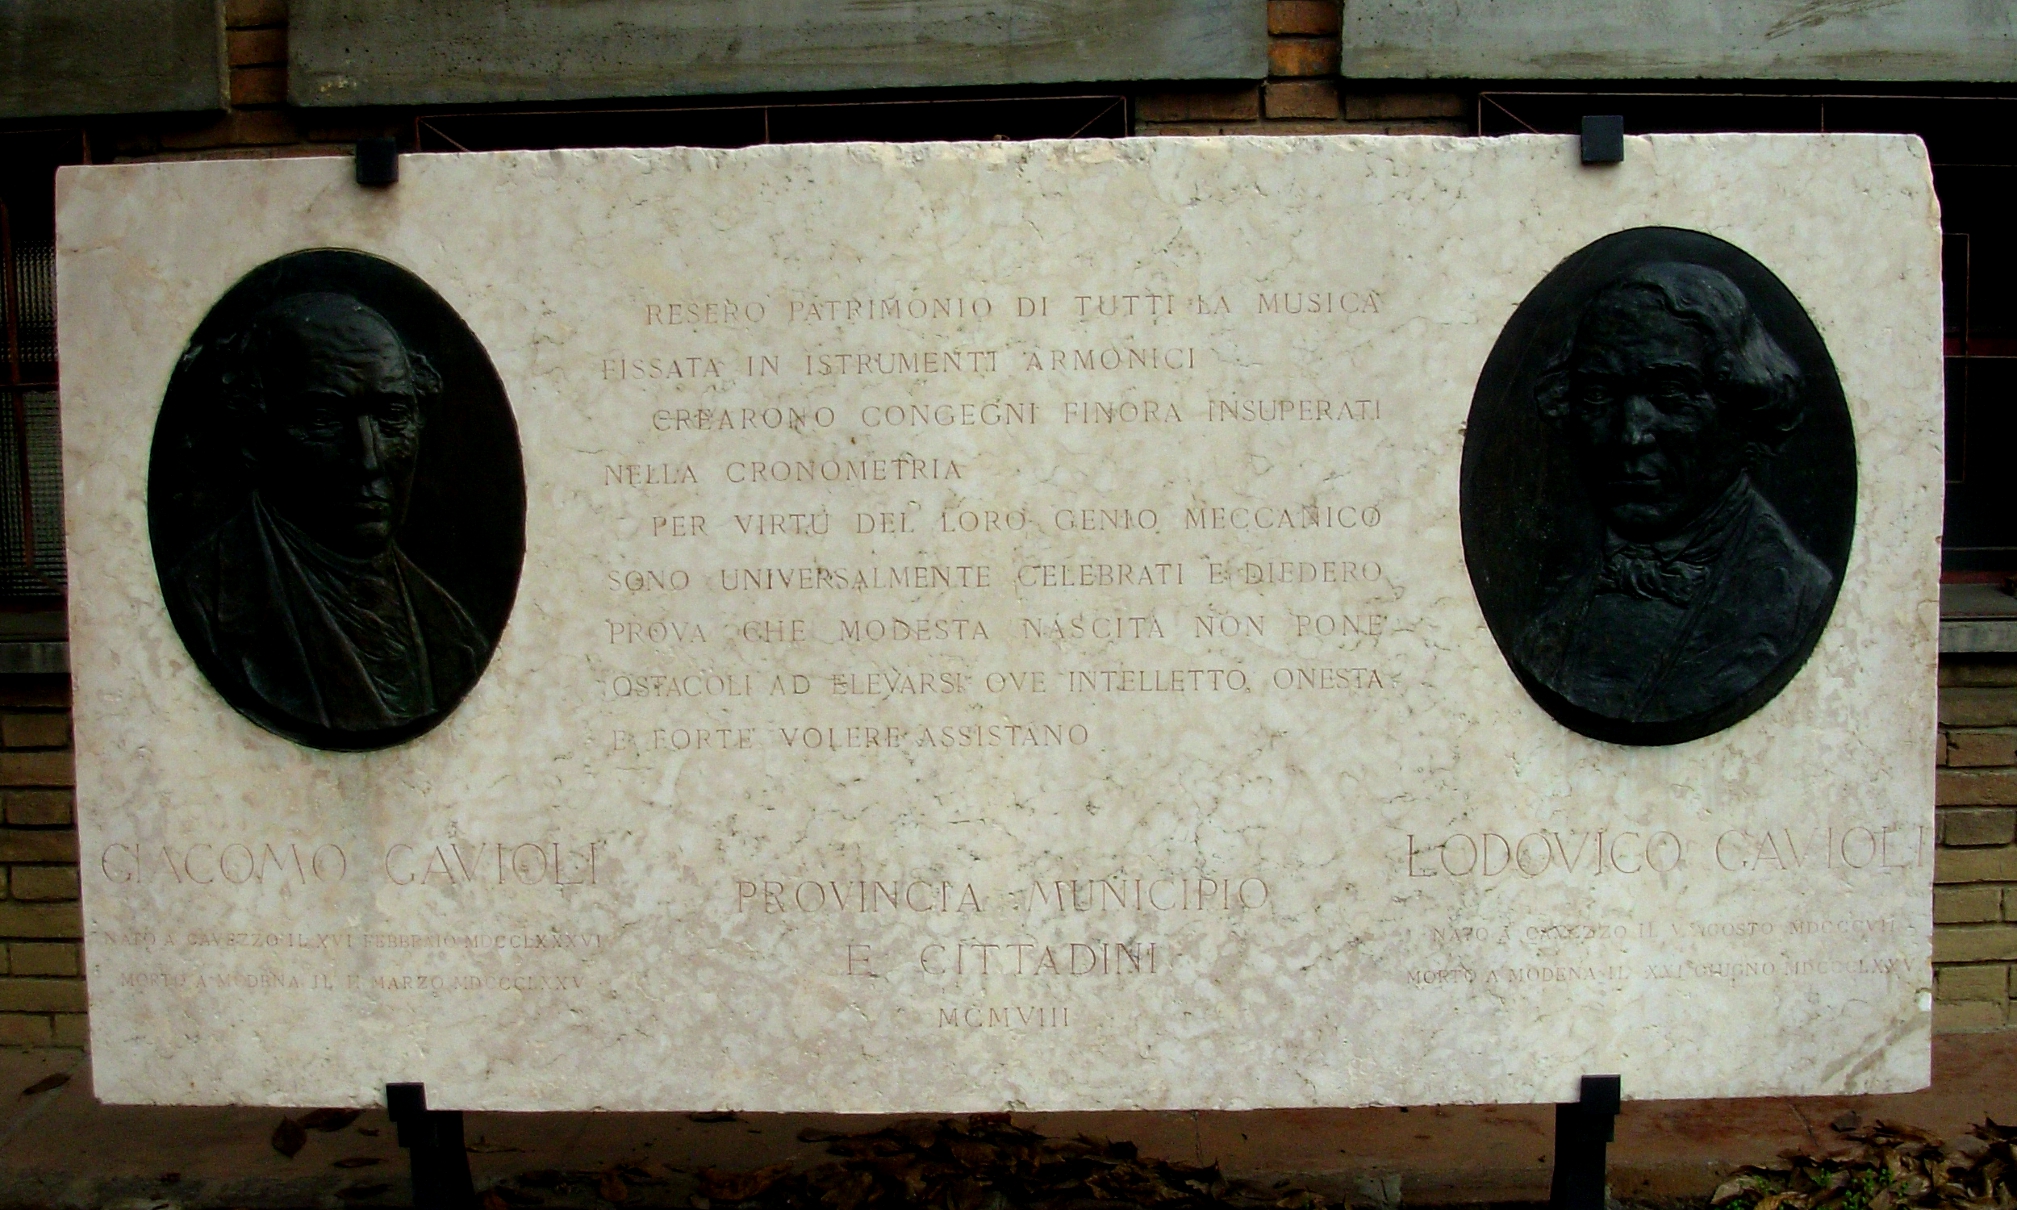 RESERO PATRIMONIO DI TUTTI LA MUSICA
FISSATA IN ISTRUMENTI ARMONICI
CREARONO CONGEGNI FINORA INSUPERATI
NELLA CRONOMETRIA
PER VIRTÙ DEL LORO GENIO MECCANICO
SONO UNIVERSALMENTE CELEBRATI E DIEDERO
PROVA CHE MODESTA NASCITA NON PONE
OSTACOLI AD ELEVARSI OVE INTELLETTO, ONESTA
E FORTE VOLERE ASSISTANO
GIACOMO GAVIOLI
NATO A CAVEZZO IL XVI FEBBRAIO MDCCLXXXVI
MORTO A MODENA IL II MARZO MDCCCLXXV
PROVINCIA MUNICIPIO
E CITTADINI
MCMVIII
LODOVICO GAVIOLI
NATO A CAVEZZO IL V AGOSTO MDCCCVII
MORTO A MODENA IL XXI GIUGNO MDCCCLXXV